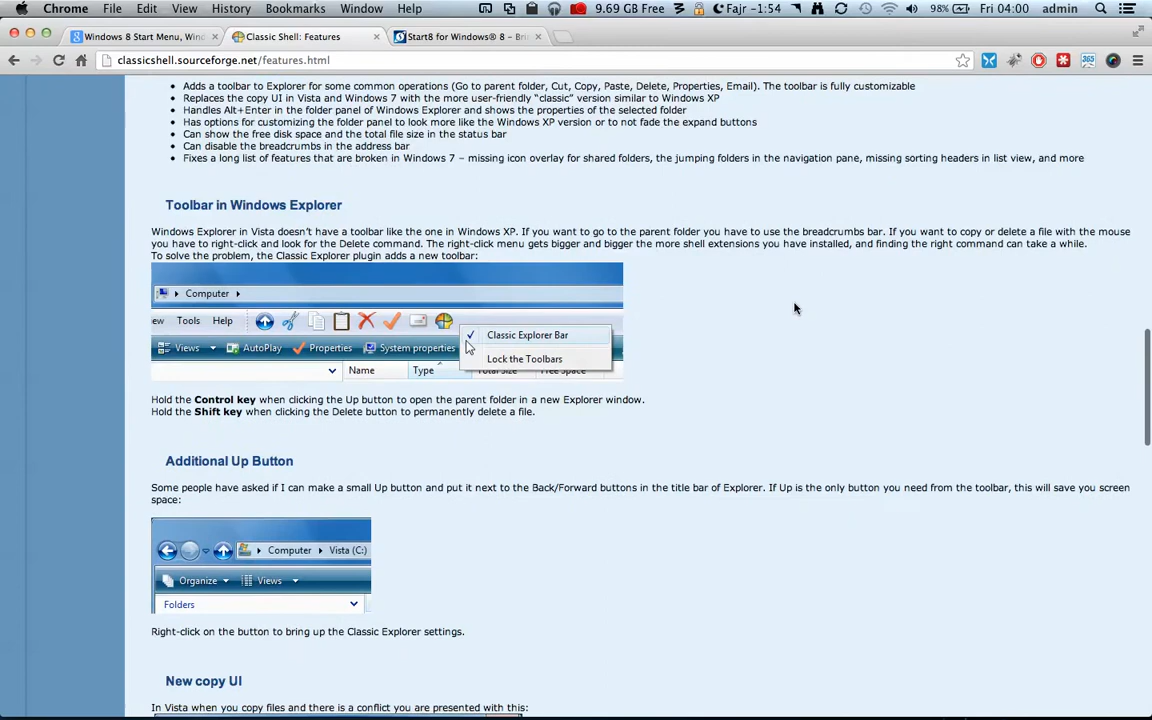 Chrome File Edit View History Bookmarks Window Help 9.69 GB Free Fajr -1:54 98% Fri 04:00 admin
Windows 8 Start Menu, Win Classic Shell: Features Start8 for Windows® 8 – Brin
classicshell.sourceforge.net/features.html
365
Adds a toolbar to Explorer for some common operations (Go to parent folder, Cut, Copy, Paste, Delete, Properties, Email). The toolbar is fully customizable
Replaces the copy UI in Vista and Windows 7 with the more user-friendly “classic” version similar to Windows XP
Handles Alt+Enter in the folder panel of Windows Explorer and shows the properties of the selected folder
Has options for customizing the folder panel to look more like the Windows XP version or to not fade the expand buttons
Can show the free disk space and the total file size in the status bar
Can disable the breadcrumbs in the address bar
Fixes a long list of features that are broken in Windows 7 – missing icon overlay for shared folders, the jumping folders in the navigation pane, missing sorting headers in list view, and more
Toolbar in Windows Explorer
Windows Explorer in Vista doesn’t have a toolbar like the one in Windows XP. If you want to go to the parent folder you have to use the breadcrumbs bar. If you want to copy or delete a file with the mouse
you have to right-click and look for the Delete command. The right-click menu gets bigger and bigger the more shell extensions you have installed, and finding the right command can take a while.
To solve the problem, the Classic Explorer plugin adds a new toolbar:
Computer
ew Tools Help
Classic Explorer Bar
Views AutoPlay Properties System properties
Lock the Toolbars
Name Type Total Size Free Space
Hold the Control key when clicking the Up button to open the parent folder in a new Explorer window.
Hold the Shift key when clicking the Delete button to permanently delete a file.
Additional Up Button
Some people have asked if I can make a small Up button and put it next to the Back/Forward buttons in the title bar of Explorer. If Up is the only button you need from the toolbar, this will save you screen
space:
Computer Vista (C:)
Organize Views
Folders
Right-click on the button to bring up the Classic Explorer settings.
New copy UI
In Vista when you copy files and there is a conflict you are presented with this: